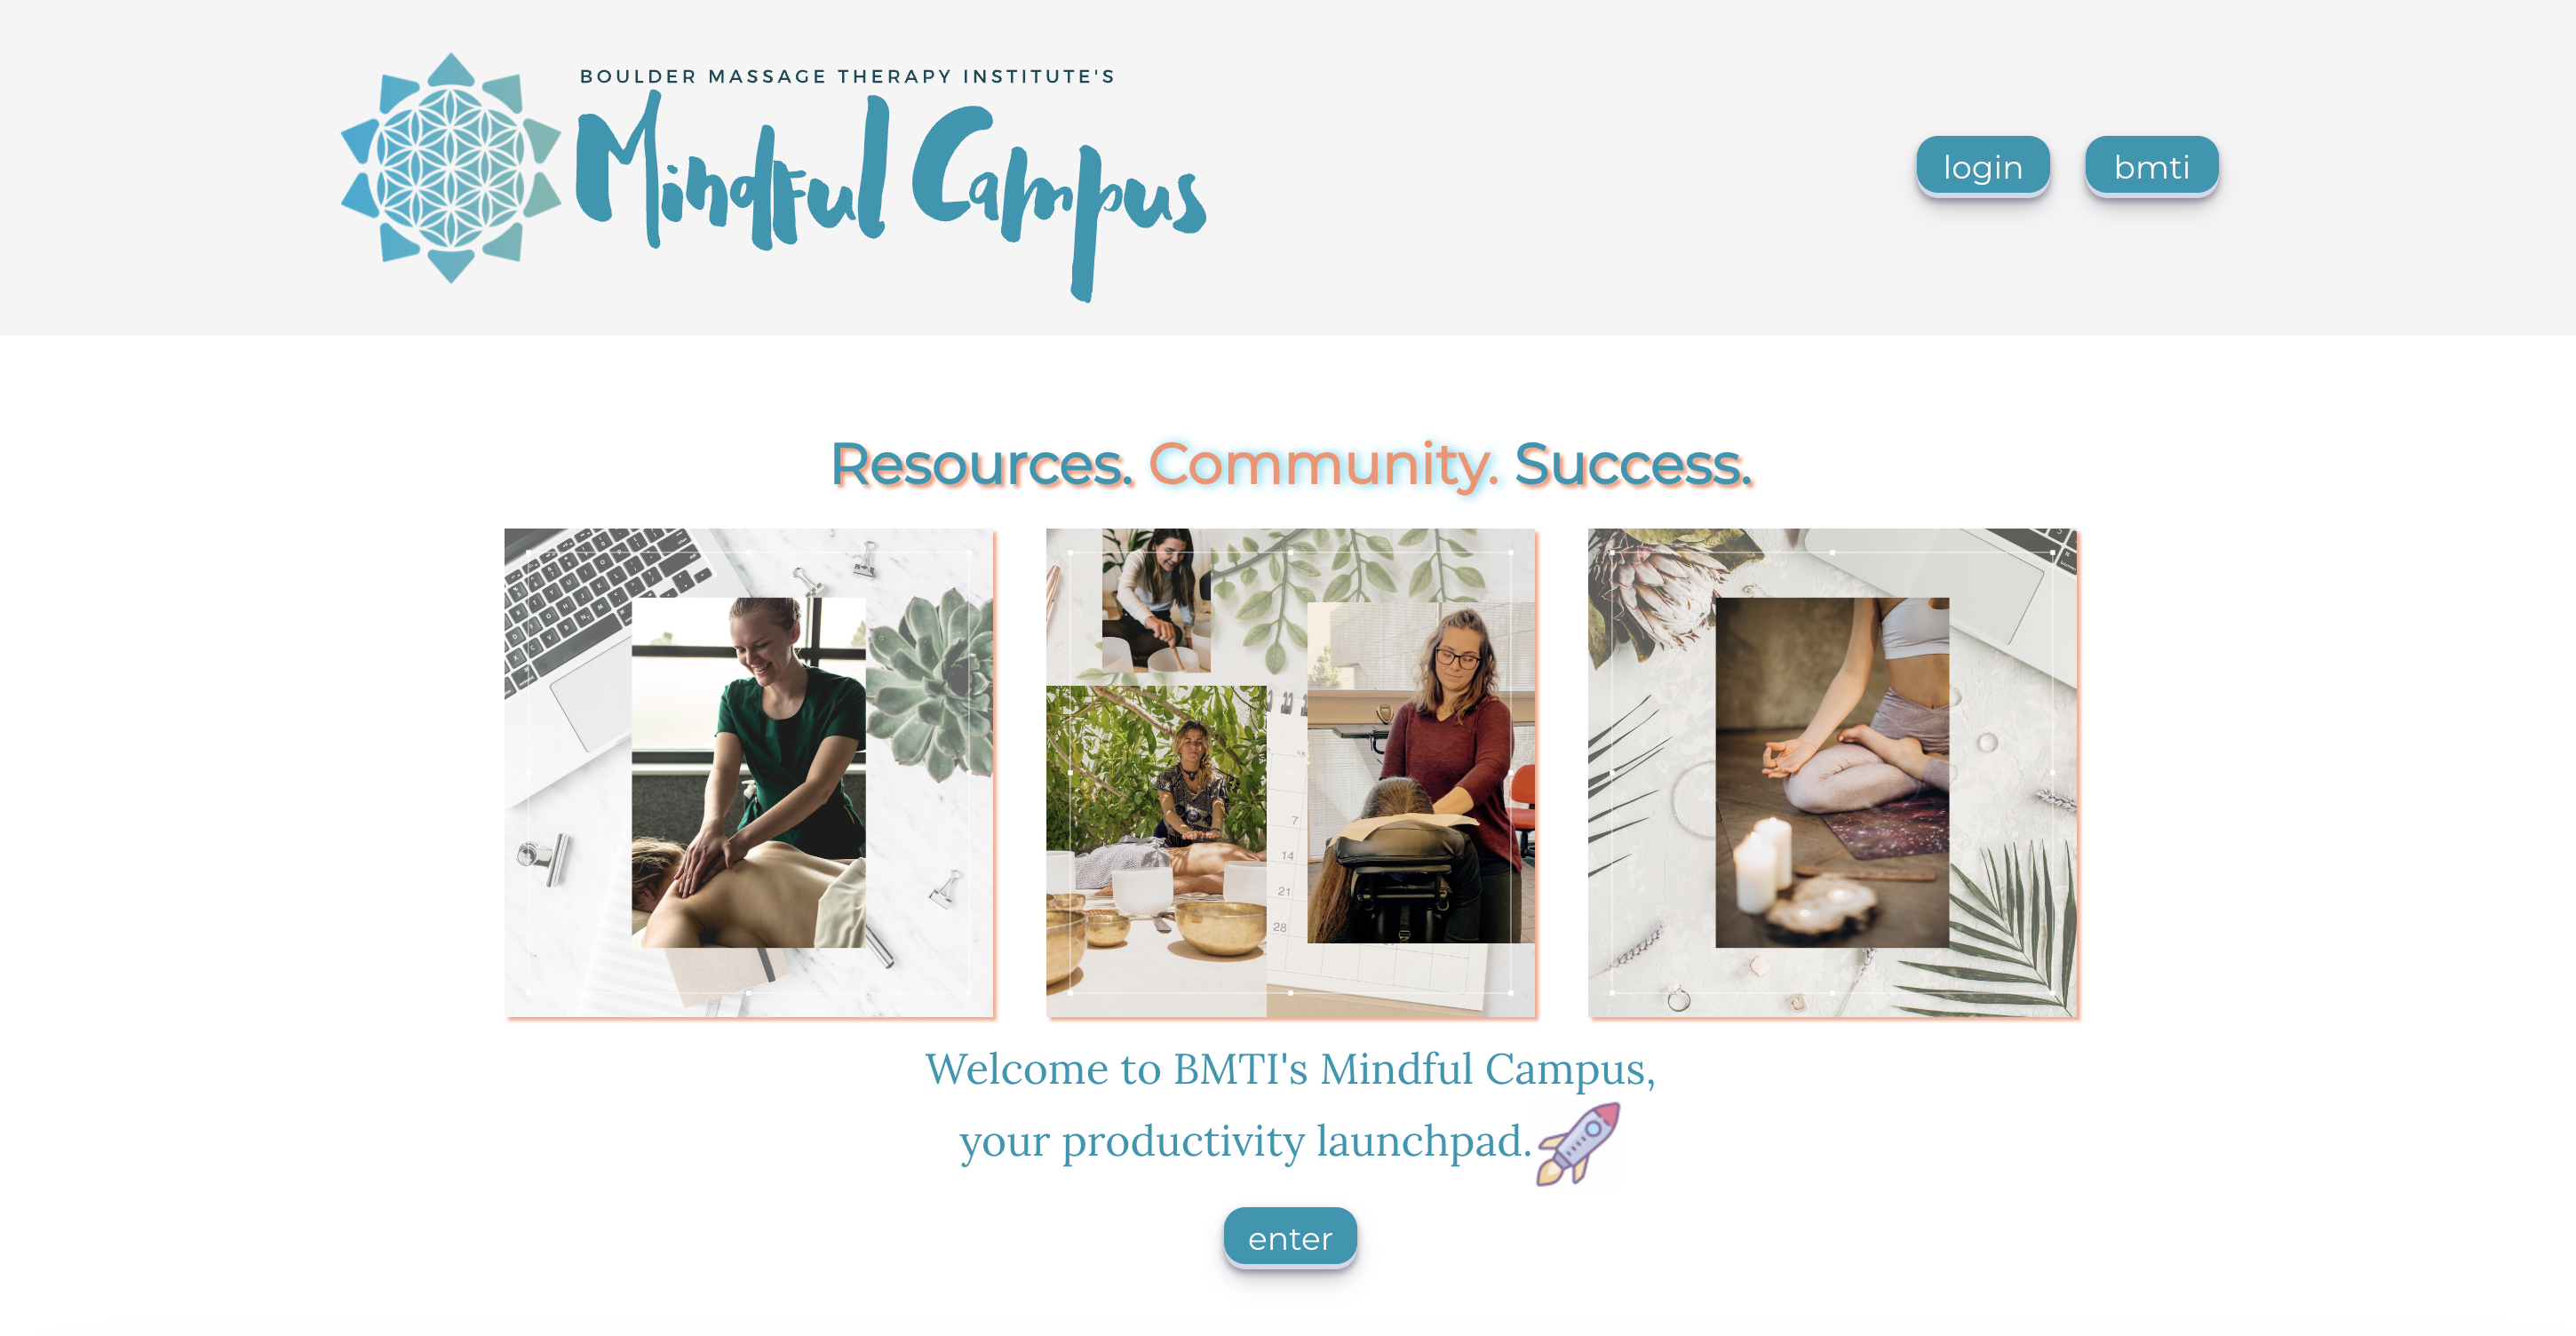 BOULDER MASSAGE THERAPY INSTITUTE'S
Mindful Campus
login
bmti
Resources. Community. Success.
22
7
14
21
28
Welcome to BMTI's Mindful Campus,
your productivity launchpad.
enter